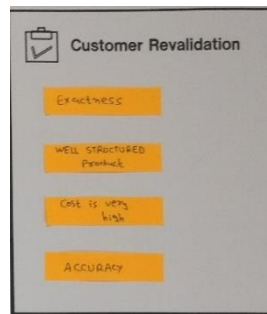 Customer Revalidation
Exactness
WELL STRUCTURED
Product
Cost is very
high
ACCURACY